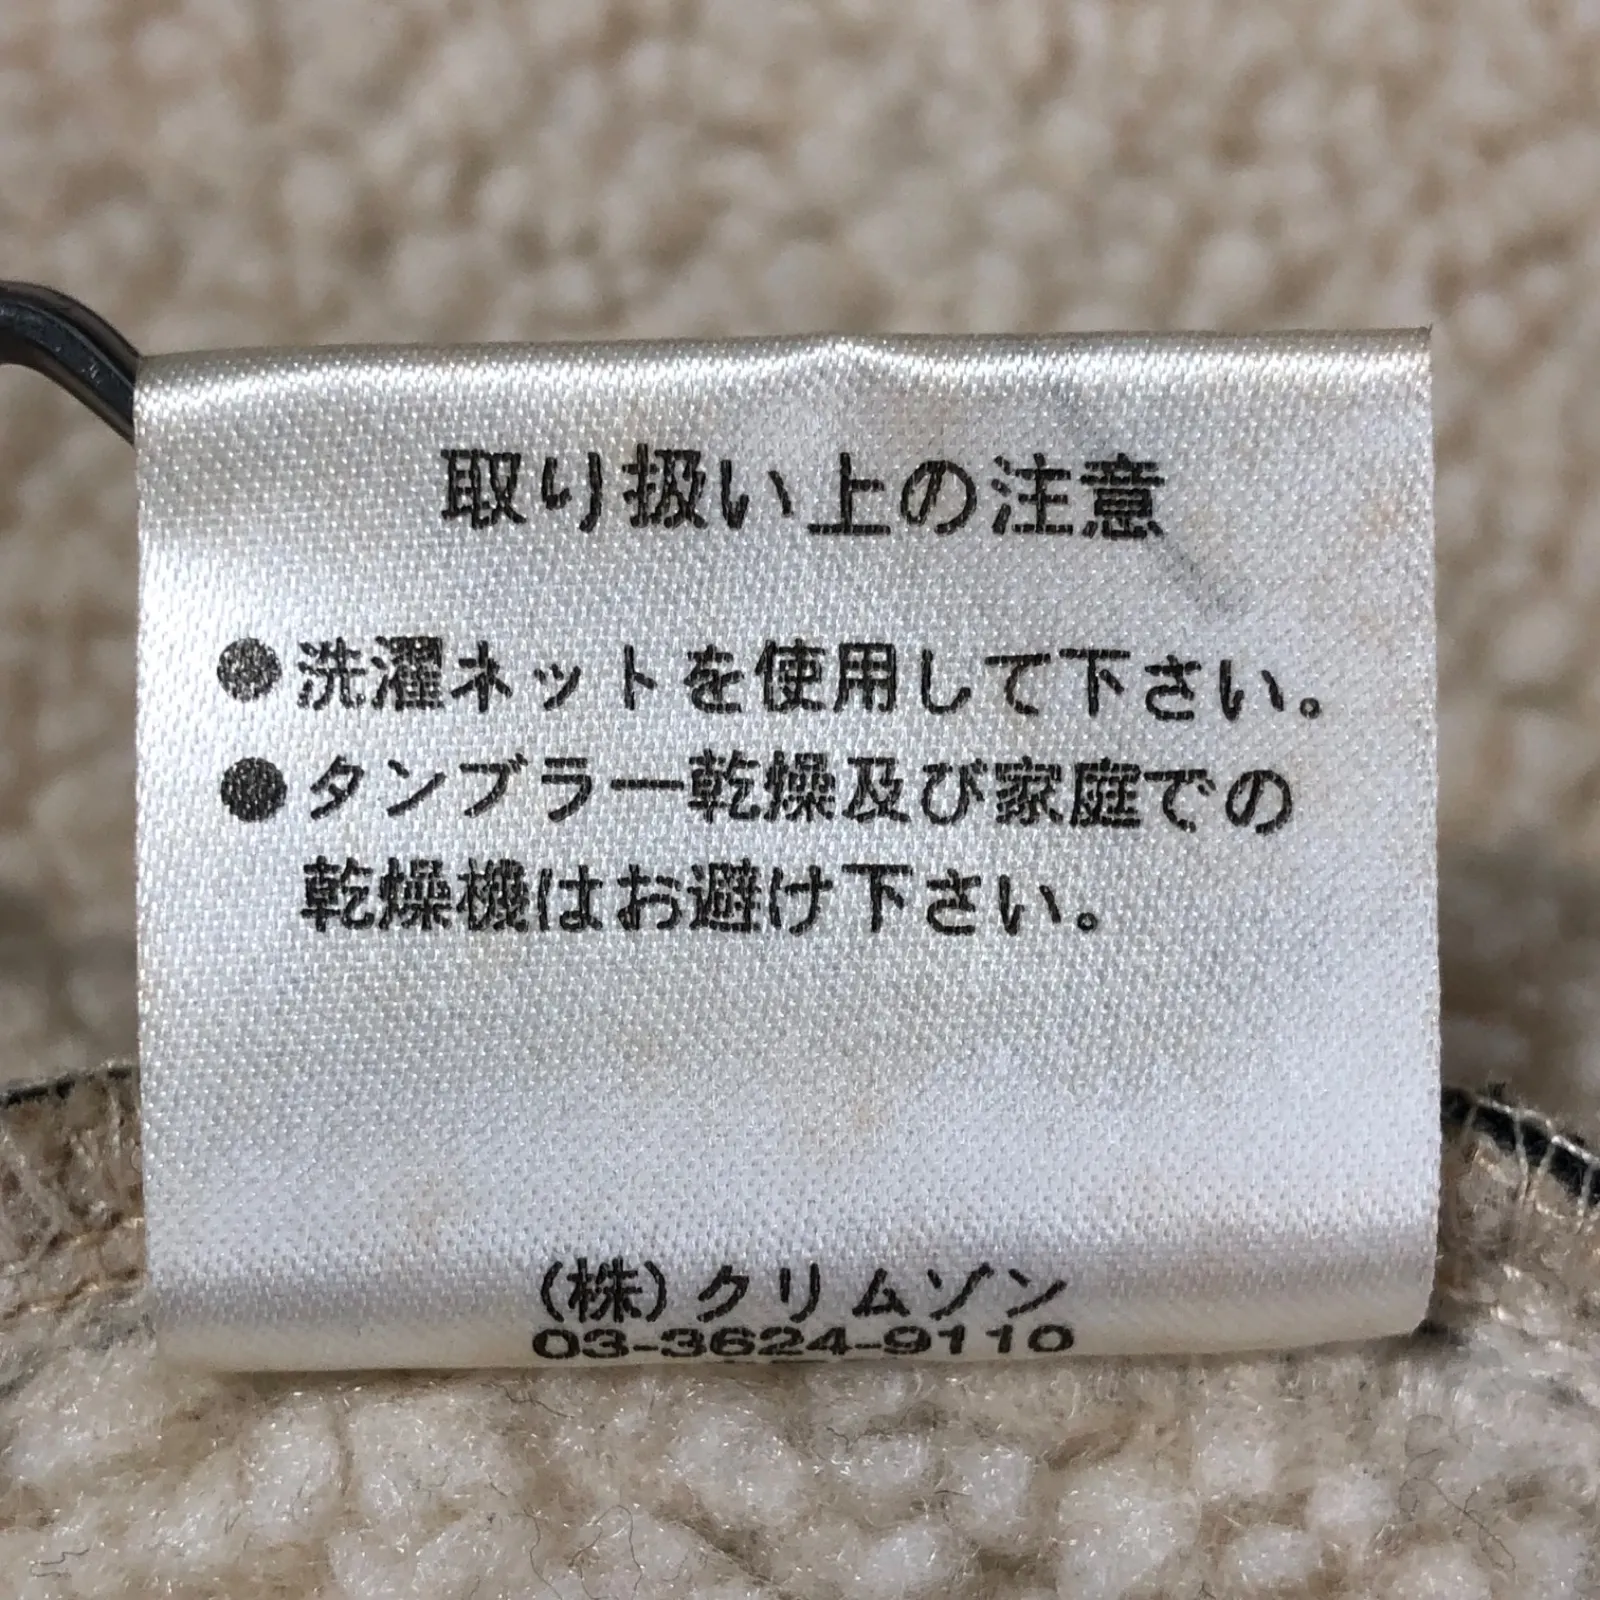 取り扱い上の注意
●洗濯ネットを使用して下さい。
●タンブラー乾燥及び家庭での
乾燥機はお避け下さい。
(株)クリムゾン
03-3624-9110